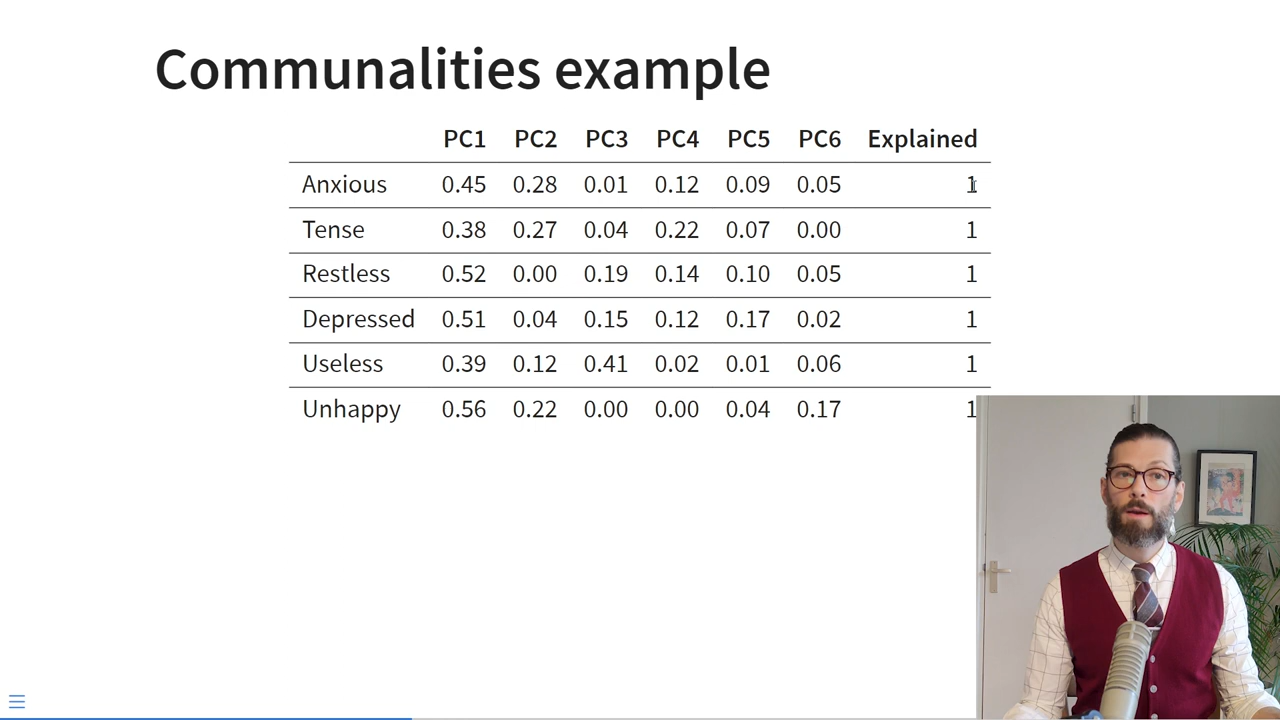 Communalities example
PC1 PC2 PC3 PC4 PC5 PC6 Explained
Anxious 0.45 0.28 0.01 0.12 0.09 0.05 1
Tense 0.38 0.27 0.04 0.22 0.07 0.00 1
Restless 0.52 0.00 0.19 0.14 0.10 0.05 1
Depressed 0.51 0.04 0.15 0.12 0.17 0.02 1
Useless 0.39 0.12 0.41 0.02 0.01 0.06 1
Unhappy 0.56 0.22 0.00 0.00 0.04 0.17 1